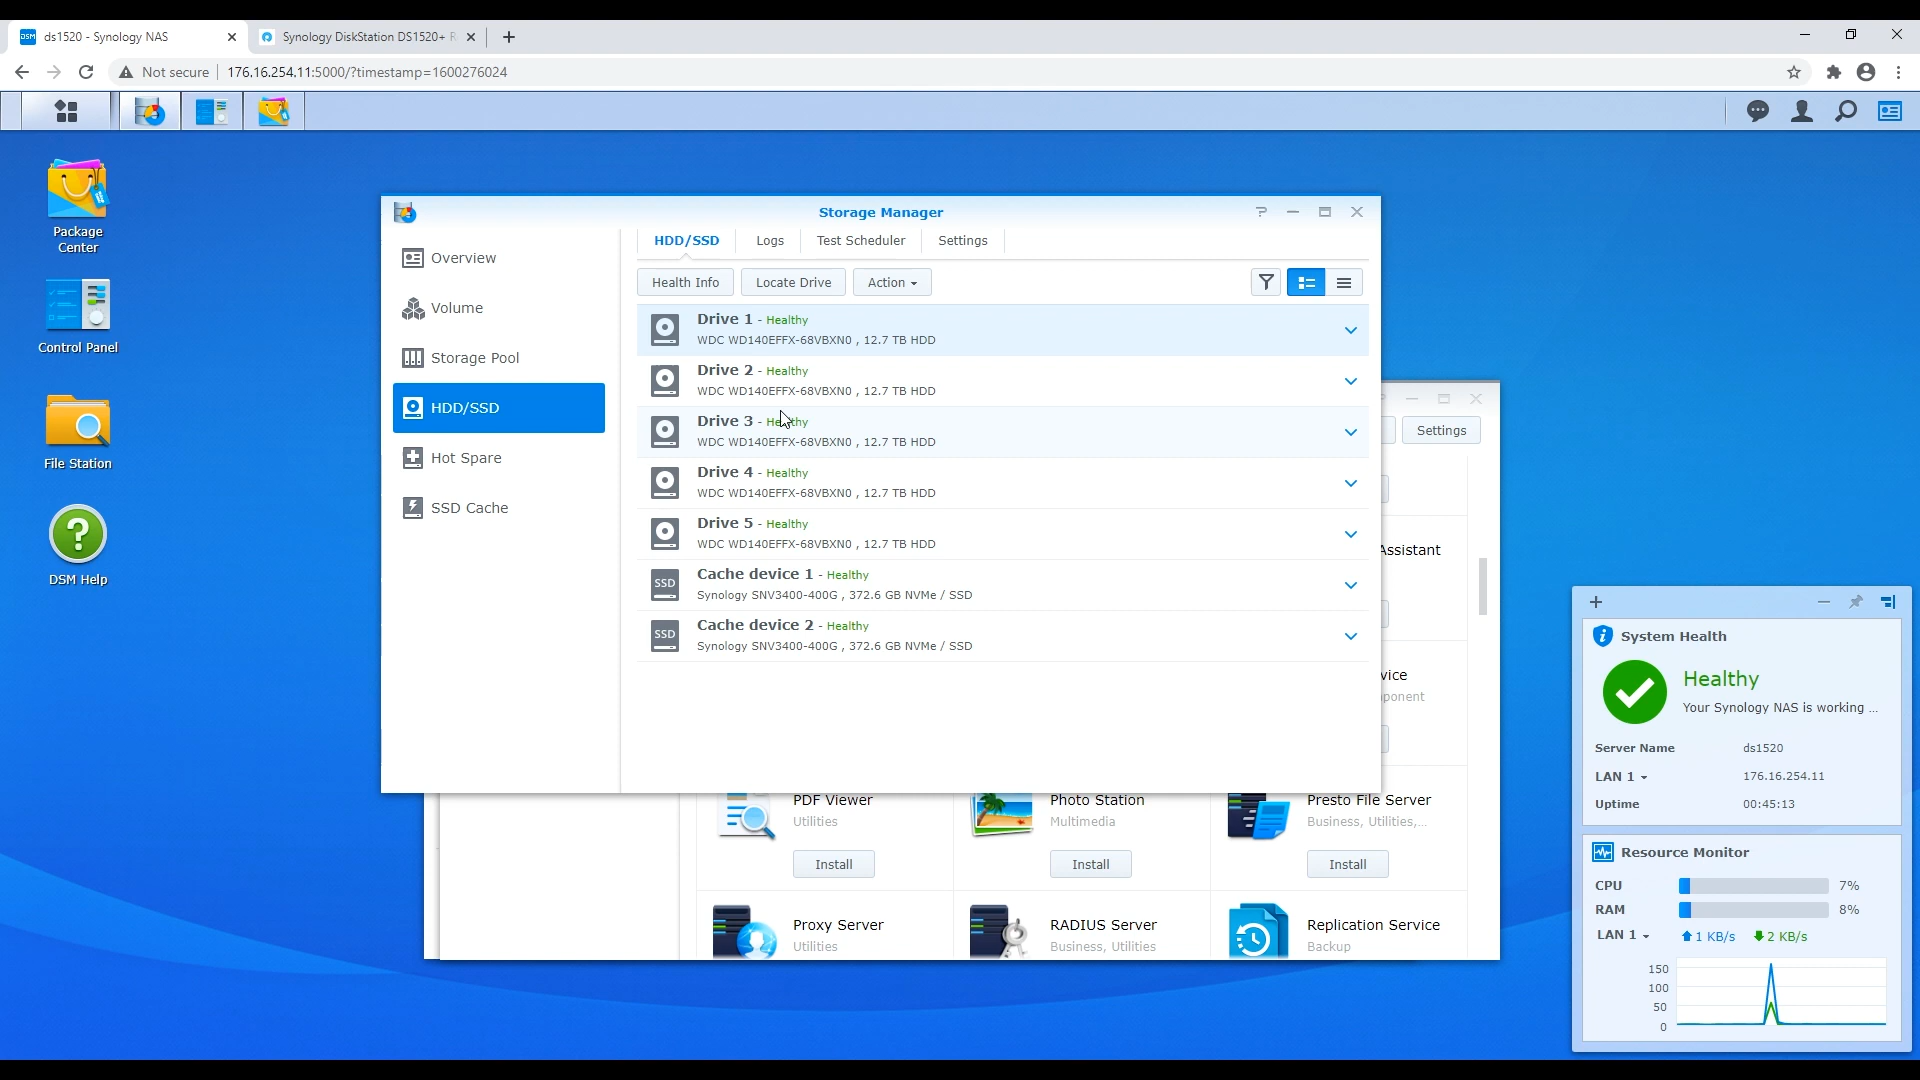 ds1520 - Synology NAS
Synology DiskStation DS1520+ R
Not secure
176.16.254.11:5000/?timestamp=1600276024
Package
Center
Control Panel
File Station
DSM Help
Storage Manager
Overview
Volume
Storage Pool
HDD/SSD
Hot Spare
SSD Cache
HDD/SSD
Logs
Test Scheduler
Settings
Health Info
Locate Drive
Action
Drive 1 - Healthy
WDC WD140EFFX-68VBXN0 , 12.7 TB HDD
Drive 2 - Healthy
WDC WD140EFFX-68VBXN0 , 12.7 TB HDD
Drive 3 - Healthy
WDC WD140EFFX-68VBXN0 , 12.7 TB HDD
Drive 4 - Healthy
WDC WD140EFFX-68VBXN0 , 12.7 TB HDD
Drive 5 - Healthy
WDC WD140EFFX-68VBXN0 , 12.7 TB HDD
SSD
Cache device 1 - Healthy
Synology SNV3400-400G , 372.6 GB NVMe / SSD
SSD
Cache device 2 - Healthy
Synology SNV3400-400G , 372.6 GB NVMe / SSD
Settings
Assistant
vice
ponent
PDF Viewer
Utilities
Install
Photo Station
Multimedia
Install
Presto File Server
Business, Utilities,...
Install
Proxy Server
Utilities
RADIUS Server
Business, Utilities
Replication Service
Backup
System Health
Healthy
Your Synology NAS is working ...
Server Name ds1520
LAN 1 176.16.254.11
Uptime 00:45:13
Resource Monitor
CPU 7%
RAM 8%
LAN 1 1 KB/s 2 KB/s
150
100
50
0